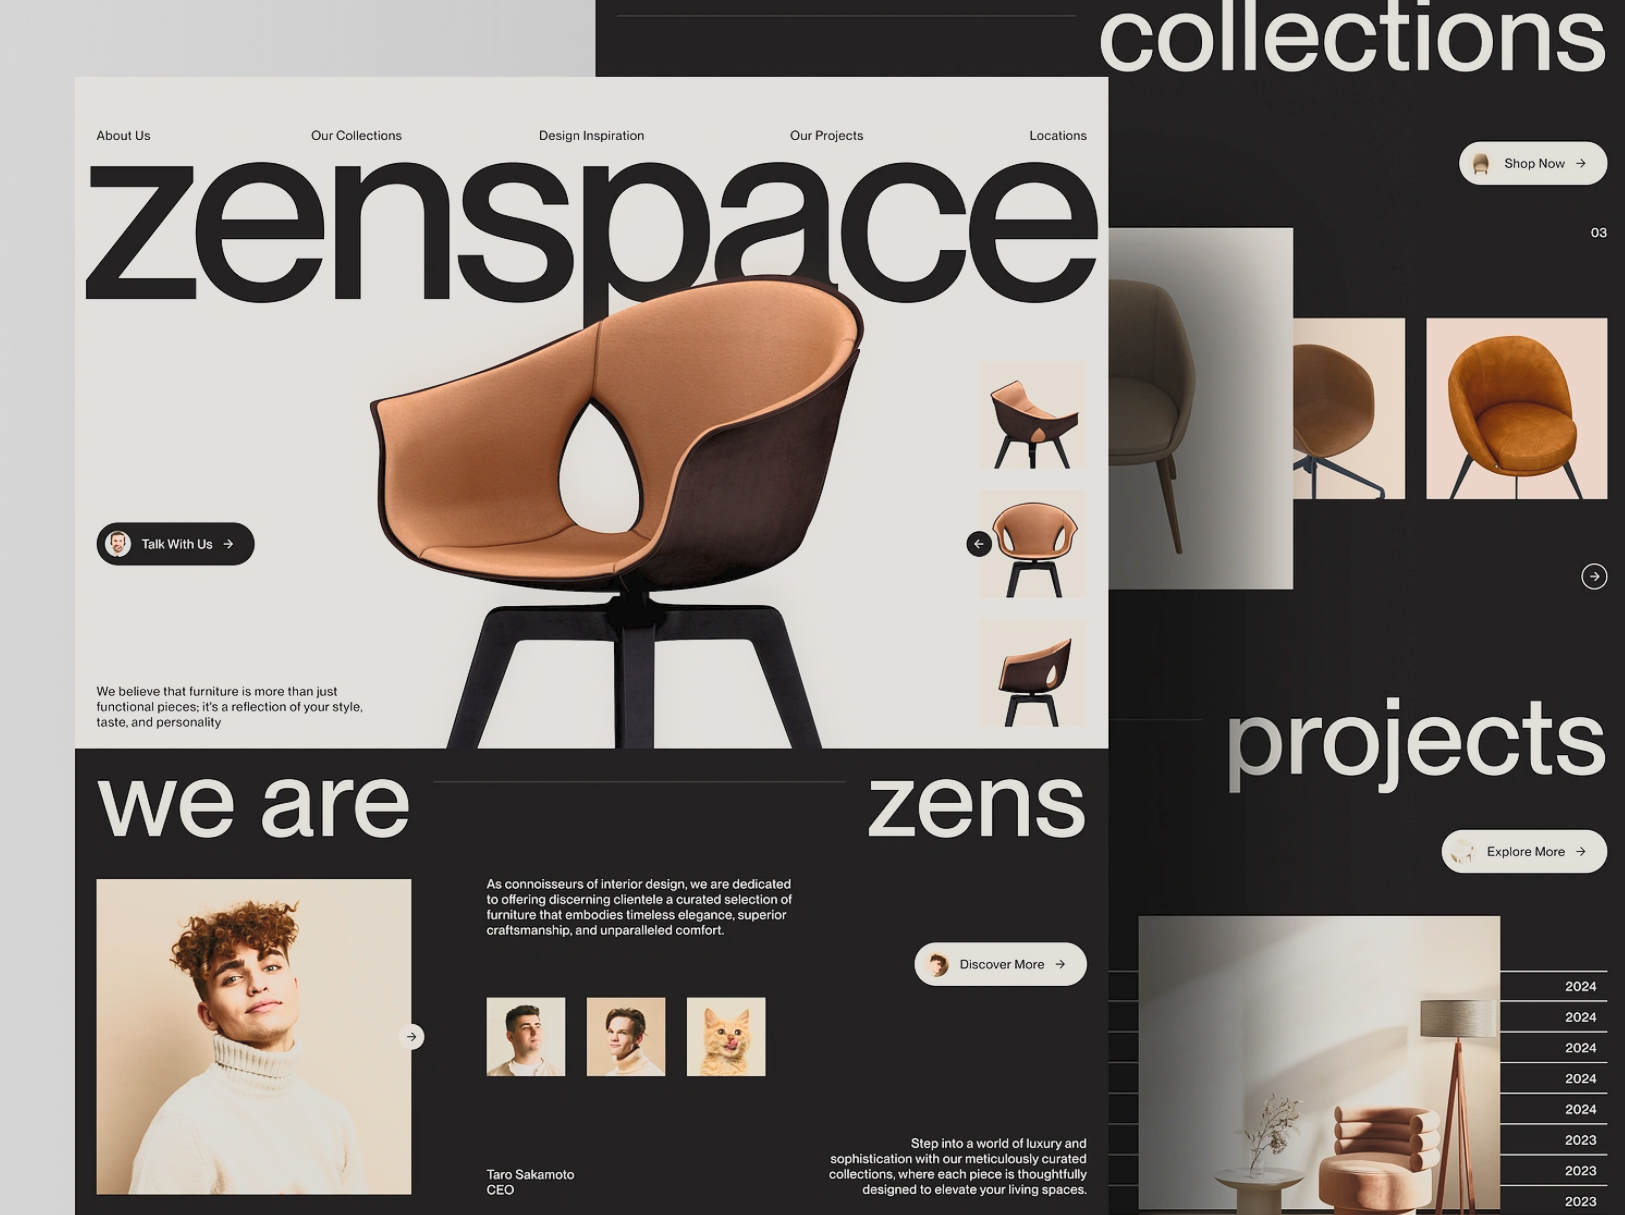 collections
Shop Now
03
About Us
Our Collections
Design Inspiration
Our Projects
Locations
zenspace
Talk With Us
We believe that furniture is more than just
functional pieces; it's a reflection of your style,
taste, and personality
we are
zens
As connoisseurs of interior design, we are dedicated
to offering discerning clientele a curated selection of
furniture that embodies timeless elegance, superior
craftsmanship, and unparalleled comfort.
Discover More
Taro Sakamoto
CEO
Step into a world of luxury and
sophistication with our meticulously curated
collections, where each piece is thoughtfully
designed to elevate your living spaces.
projects
Explore More
2024
2024
2024
2024
2024
2023
2023
2023